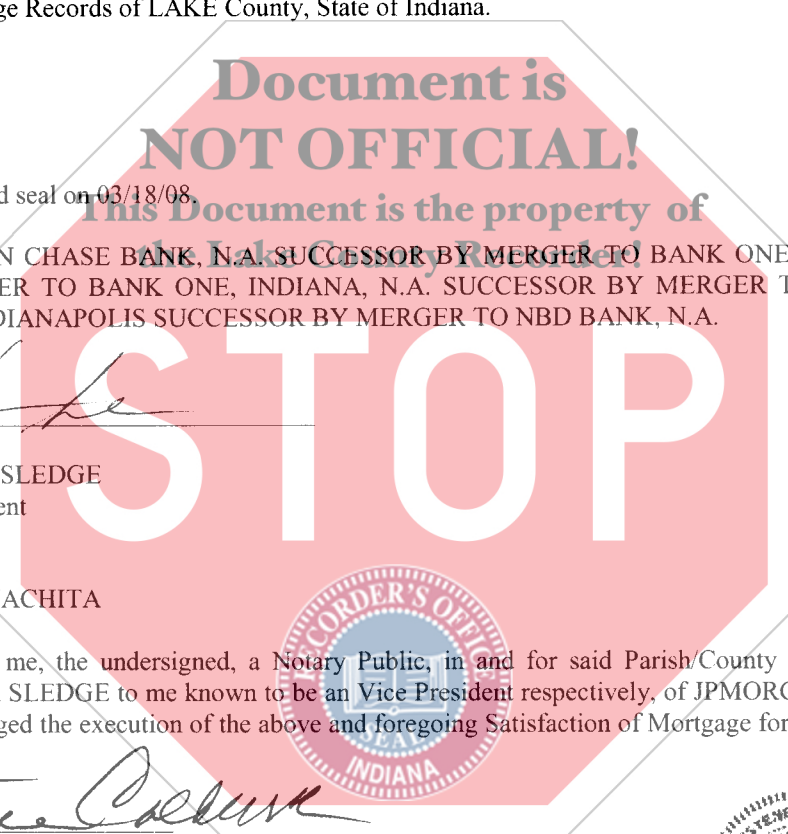 ge Records of LAKE County, State of Indiana.
Document is
NOT OFFICIAL!
d seal on 03/18/08.
This Document is the property of
the Lake County Recorder!
N CHASE BANK, N.A. SUCCESSOR BY MERGER TO BANK ONE
ER TO BANK ONE, INDIANA, N.A. SUCCESSOR BY MERGER T
DIANAPOLIS SUCCESSOR BY MERGER TO NBD BANK, N.A.
STOP
SLEDGE
ent
ACHITA
RECORDER'S OFFICE
me, the undersigned, a Notary Public, in and for said Parish/County
SLEDGE to me known to be an Vice President respectively, of JPMORG
ged the execution of the above and foregoing Satisfaction of Mortgage for
SEAL
INDIANA